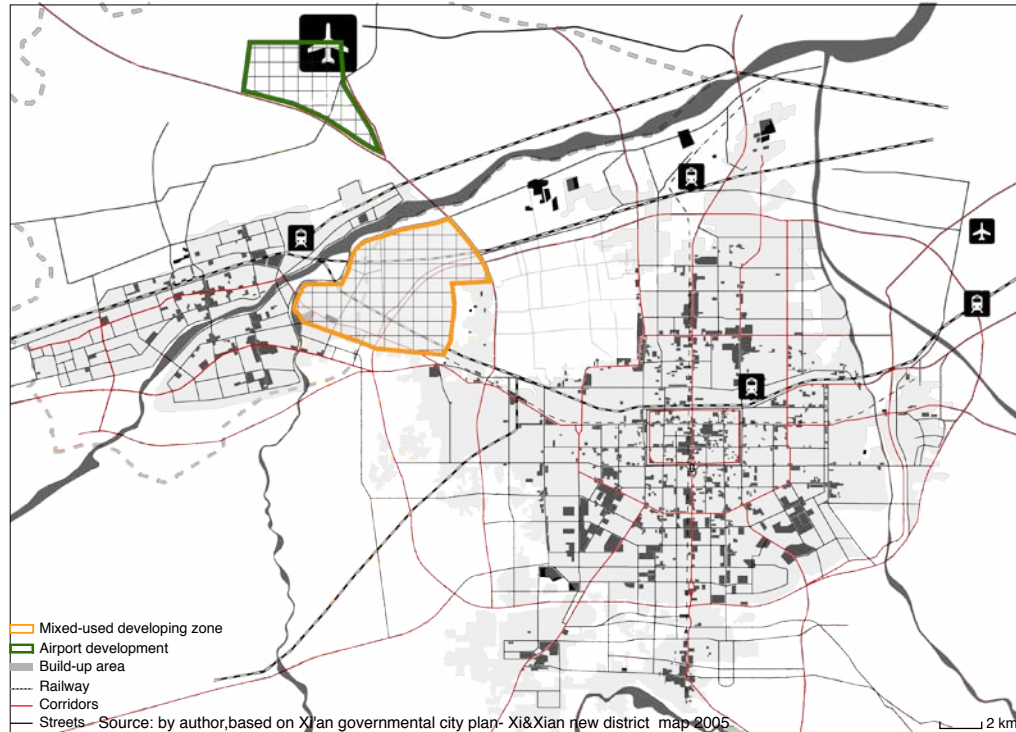 Mixed-used developing zone
Airport development
Build-up area
Railway
Corridors
Streets
Source: by author,based on Xi'an governmental city plan- Xi&Xian new district map 2005
2 km